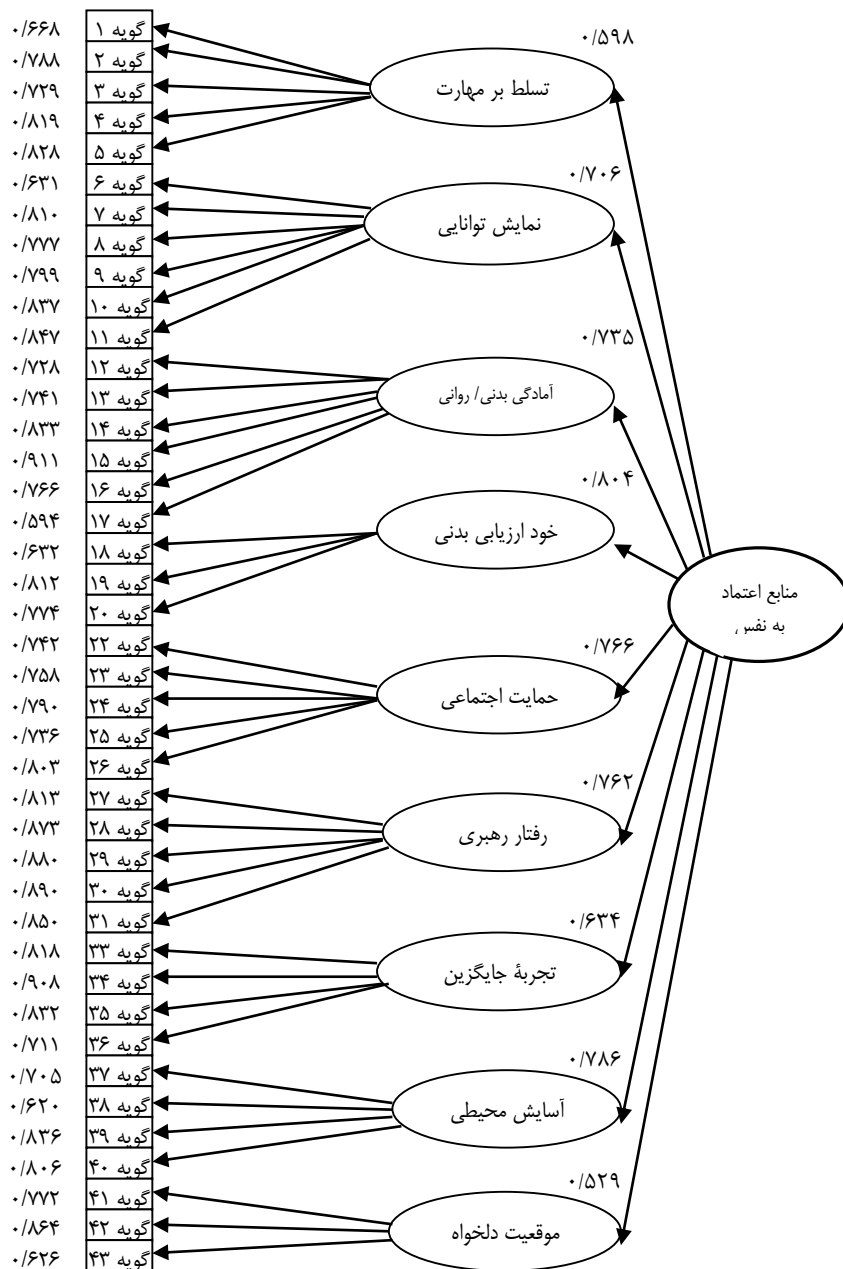 گویه ۱ ۰/۶۶۸
گویه ۲ ۰/۷۸۸
گویه ۳ ۰/۷۲۹
گویه ۴ ۰/۸۱۹
گویه ۵ ۰/۸۲۸
گویه ۶ ۰/۶۳۱
گویه ۷ ۰/۸۱۰
گویه ۸ ۰/۷۷۷
گویه ۹ ۰/۷۹۹
گویه ۱۰ ۰/۸۳۷
گویه ۱۱ ۰/۸۴۷
گویه ۱۲ ۰/۷۲۸
گویه ۱۳ ۰/۷۴۱
گویه ۱۴ ۰/۸۳۳
گویه ۱۵ ۰/۹۱۱
گویه ۱۶ ۰/۷۶۶
گویه ۱۷ ۰/۵۹۴
گویه ۱۸ ۰/۶۳۲
گویه ۱۹ ۰/۸۱۲
گویه ۲۰ ۰/۷۷۴
گویه ۲۲ ۰/۷۴۲
گویه ۲۳ ۰/۷۵۸
گویه ۲۴ ۰/۷۹۰
گویه ۲۵ ۰/۷۳۶
گویه ۲۶ ۰/۸۰۳
گویه ۲۷ ۰/۸۱۳
گویه ۲۸ ۰/۸۷۳
گویه ۲۹ ۰/۸۸۰
گویه ۳۰ ۰/۸۹۰
گویه ۳۱ ۰/۸۵۰
گویه ۳۳ ۰/۸۱۸
گویه ۳۴ ۰/۹۰۸
گویه ۳۵ ۰/۸۳۲
گویه ۳۶ ۰/۷۱۱
گویه ۳۷ ۰/۷۰۵
گویه ۳۸ ۰/۶۲۰
گویه ۳۹ ۰/۸۳۶
گویه ۴۰ ۰/۸۰۶
گویه ۴۱ ۰/۷۷۲
گویه ۴۲ ۰/۸۶۴
گویه ۴۳ ۰/۶۲۶
۰/۵۹۸
تسلط بر مهارت
۰/۷۰۶
نمایش توانایی
۰/۷۳۵
آمادگی بدنی/ روانی
۰/۸۰۴
خود ارزیابی بدنی
۰/۷۶۶
حمایت اجتماعی
۰/۷۶۲
رفتار رهبری
۰/۶۳۴
تجربۀ جایگزین
۰/۷۸۶
آسایش محیطی
۰/۵۲۹
موقعیت دلخواه
منابع اعتماد
به نفس